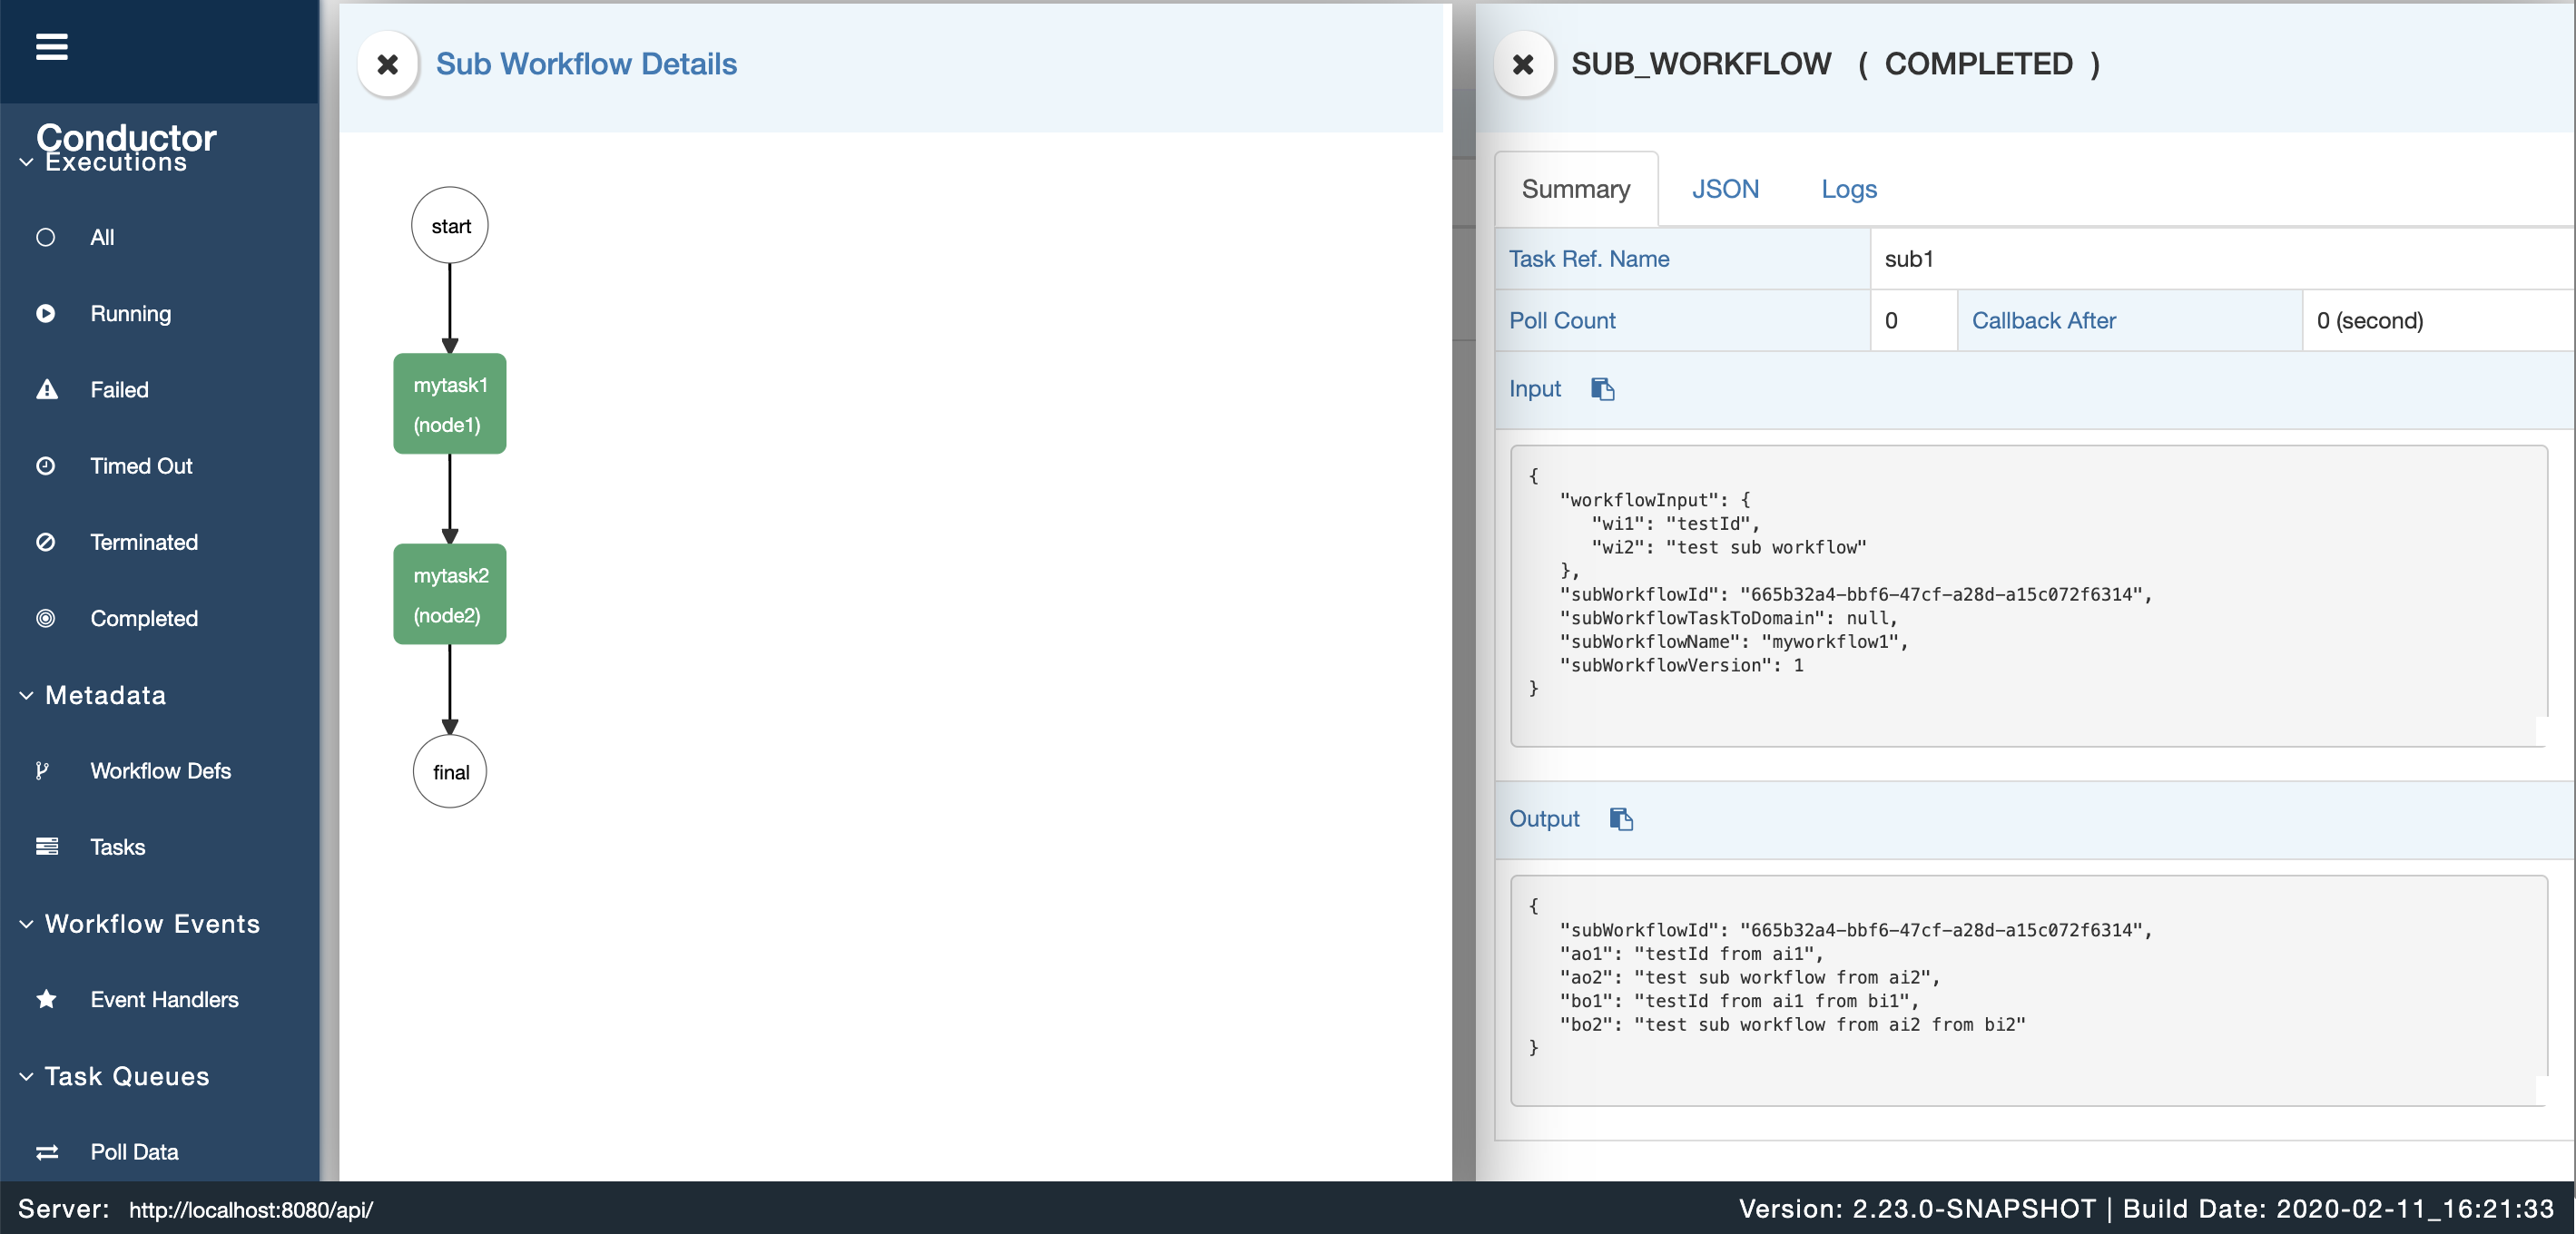 Conductor
Executions
All
Running
Failed
Timed Out
Terminated
Completed
Metadata
Workflow Defs
Tasks
Workflow Events
Event Handlers
Task Queues
Poll Data
Sub Workflow Details
start
mytask1
(node1)
mytask2
(node2)
final
SUB_WORKFLOW ( COMPLETED )
Summary JSON Logs
Task Ref. Name sub1
Poll Count 0 Callback After 0 (second)
Input
{
"workflowInput": {
"wi1": "testId",
"wi2": "test sub workflow"
},
"subWorkflowId": "665b32a4-bbf6-47cf-a28d-a15c072f6314",
"subWorkflowTaskToDomain": null,
"subWorkflowName": "myworkflow1",
"subWorkflowVersion": 1
}
Output
{
"subWorkflowId": "665b32a4-bbf6-47cf-a28d-a15c072f6314",
"ao1": "testId from ai1",
"ao2": "test sub workflow from ai2",
"bo1": "testId from ai1 from bi1",
"bo2": "test sub workflow from ai2 from bi2"
}
Server: http://localhost:8080/api/
Version: 2.23.0-SNAPSHOT | Build Date: 2020-02-11_16:21:33